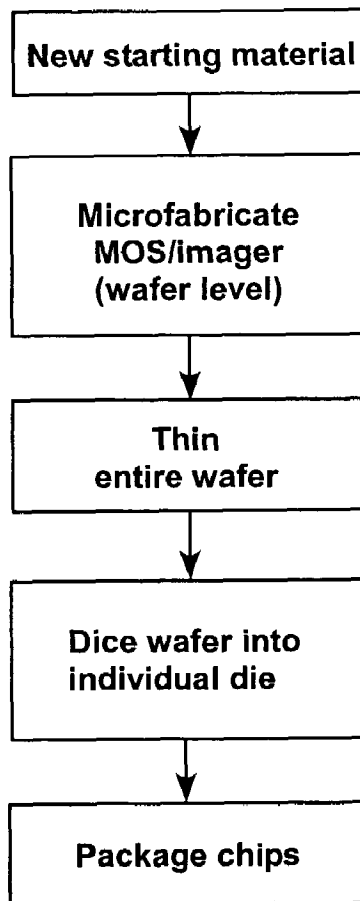 New starting material
Microfabricate
MOS/imager
(wafer level)
Thin
entire wafer
Dice wafer into
individual die
Package chips